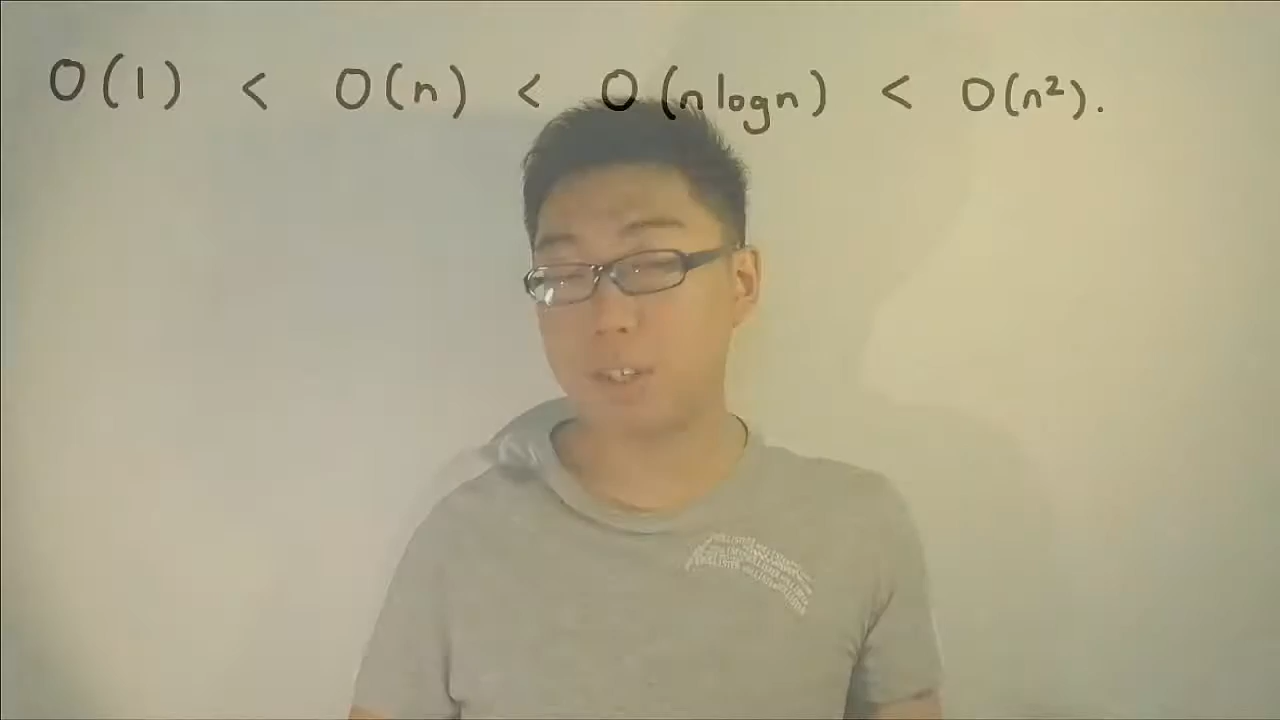 O(1) < O(n) < O(nlogn) < O(n²).